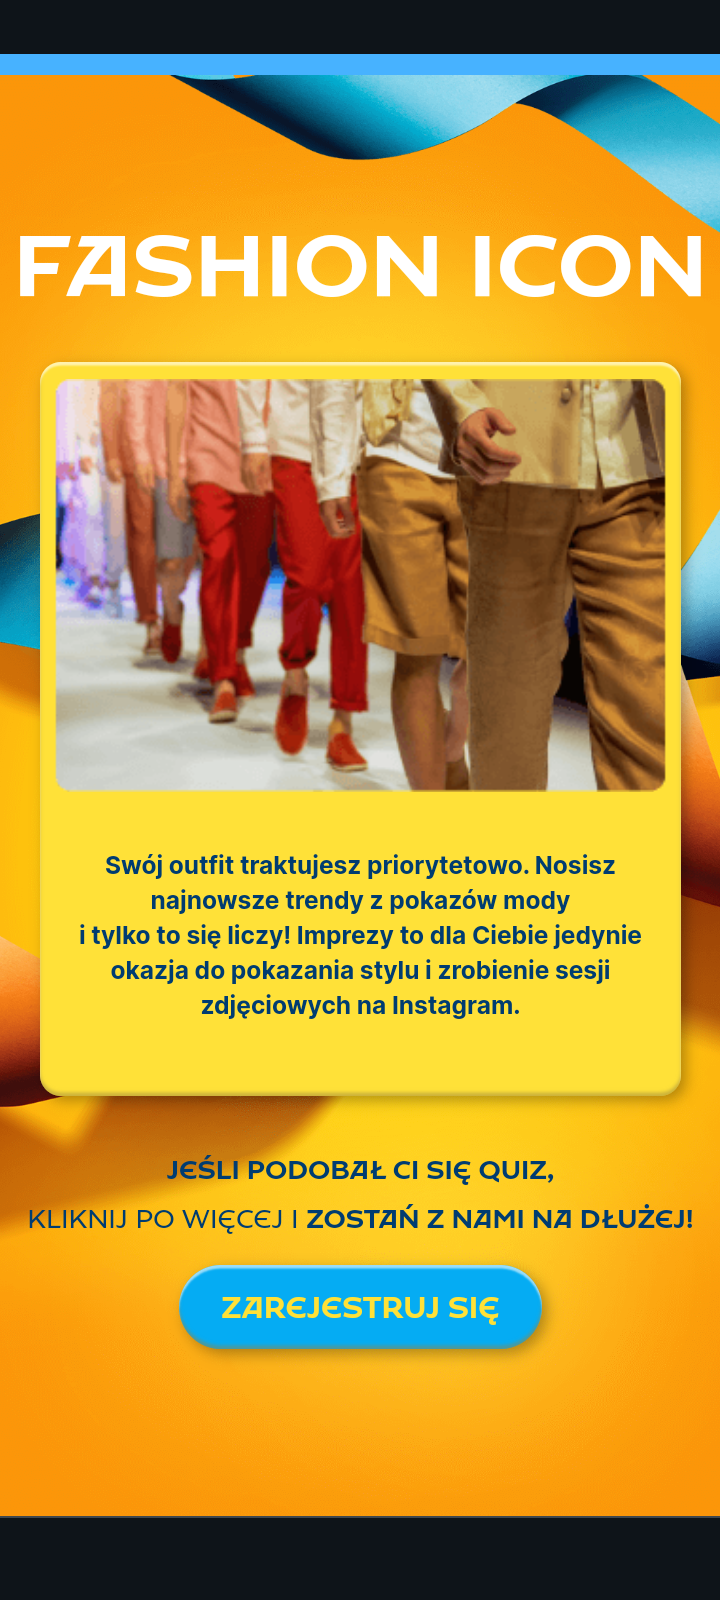 FASHION ICON
Swój outfit traktujesz priorytetowo. Nosisz
najnowsze trendy z pokazów mody
i tylko to się liczy! Imprezy to dla Ciebie jedynie
okazja do pokazania stylu i zrobienie sesji
zdjęciowych na Instagram.
JEŚLI PODOBAŁ CI SIĘ QUIZ,
KLIKNIJ PO WIĘCEJ I ZOSTAŃ Z NAMI NA DŁUŻEJ!
ZAREJESTRUJ SIĘ